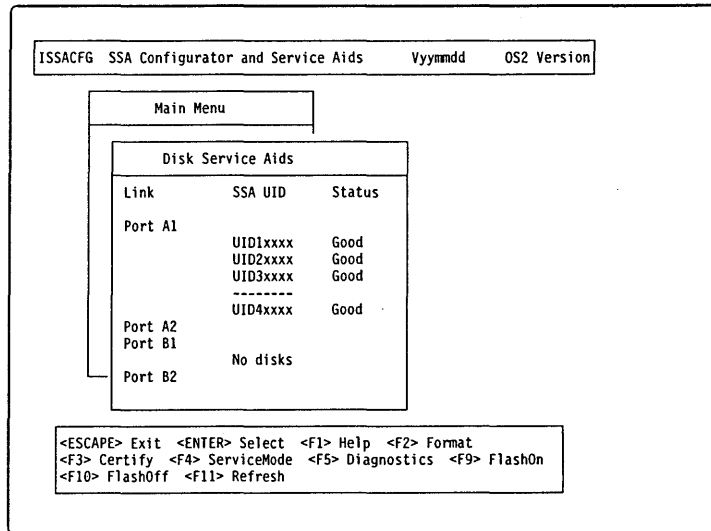 ISSACFG SSA Configurator and Service Aids Vyymmdd OS2 Version
Main Menu
Disk Service Aids
Link SSA UID Status
Port A1
UID1xxxx Good
UID2xxxx Good
UID3xxxx Good
--------
UID4xxxx Good
Port A2
Port B1
No disks
Port B2
<ESCAPE> Exit <ENTER> Select <F1> Help <F2> Format
<F3> Certify <F4> ServiceMode <F5> Diagnostics <F9> FlashOn
<F10> FlashOff <F11> Refresh